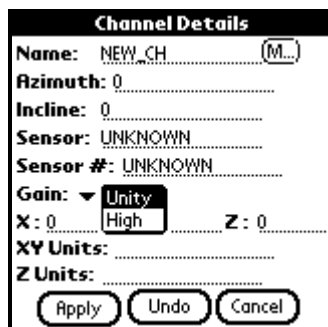 Channel Details
Name: NEW_CH (M...)
Azimuth: 0
Incline: 0
Sensor: UNKNOWN
Sensor #: UNKNOWN
Gain: Unity
High
X: 0 Z: 0
XY Units:
Z Units:
Apply Undo Cancel